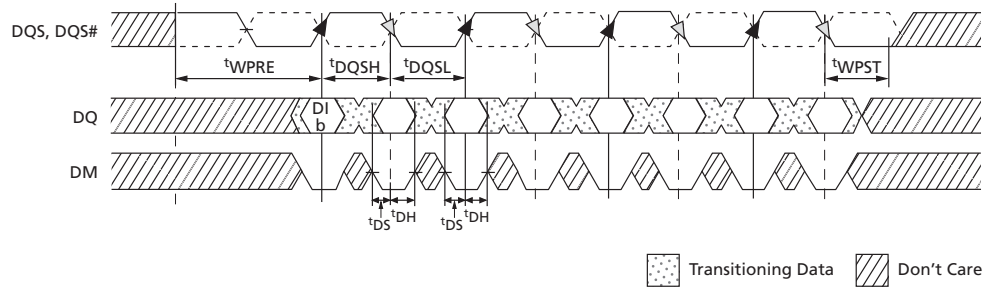 DQS, DQS#
tWPRE tDQSH tDQSL tWPST
DQ
DI
b
DM
tDS tDH tDS tDH
Transitioning Data Don't Care